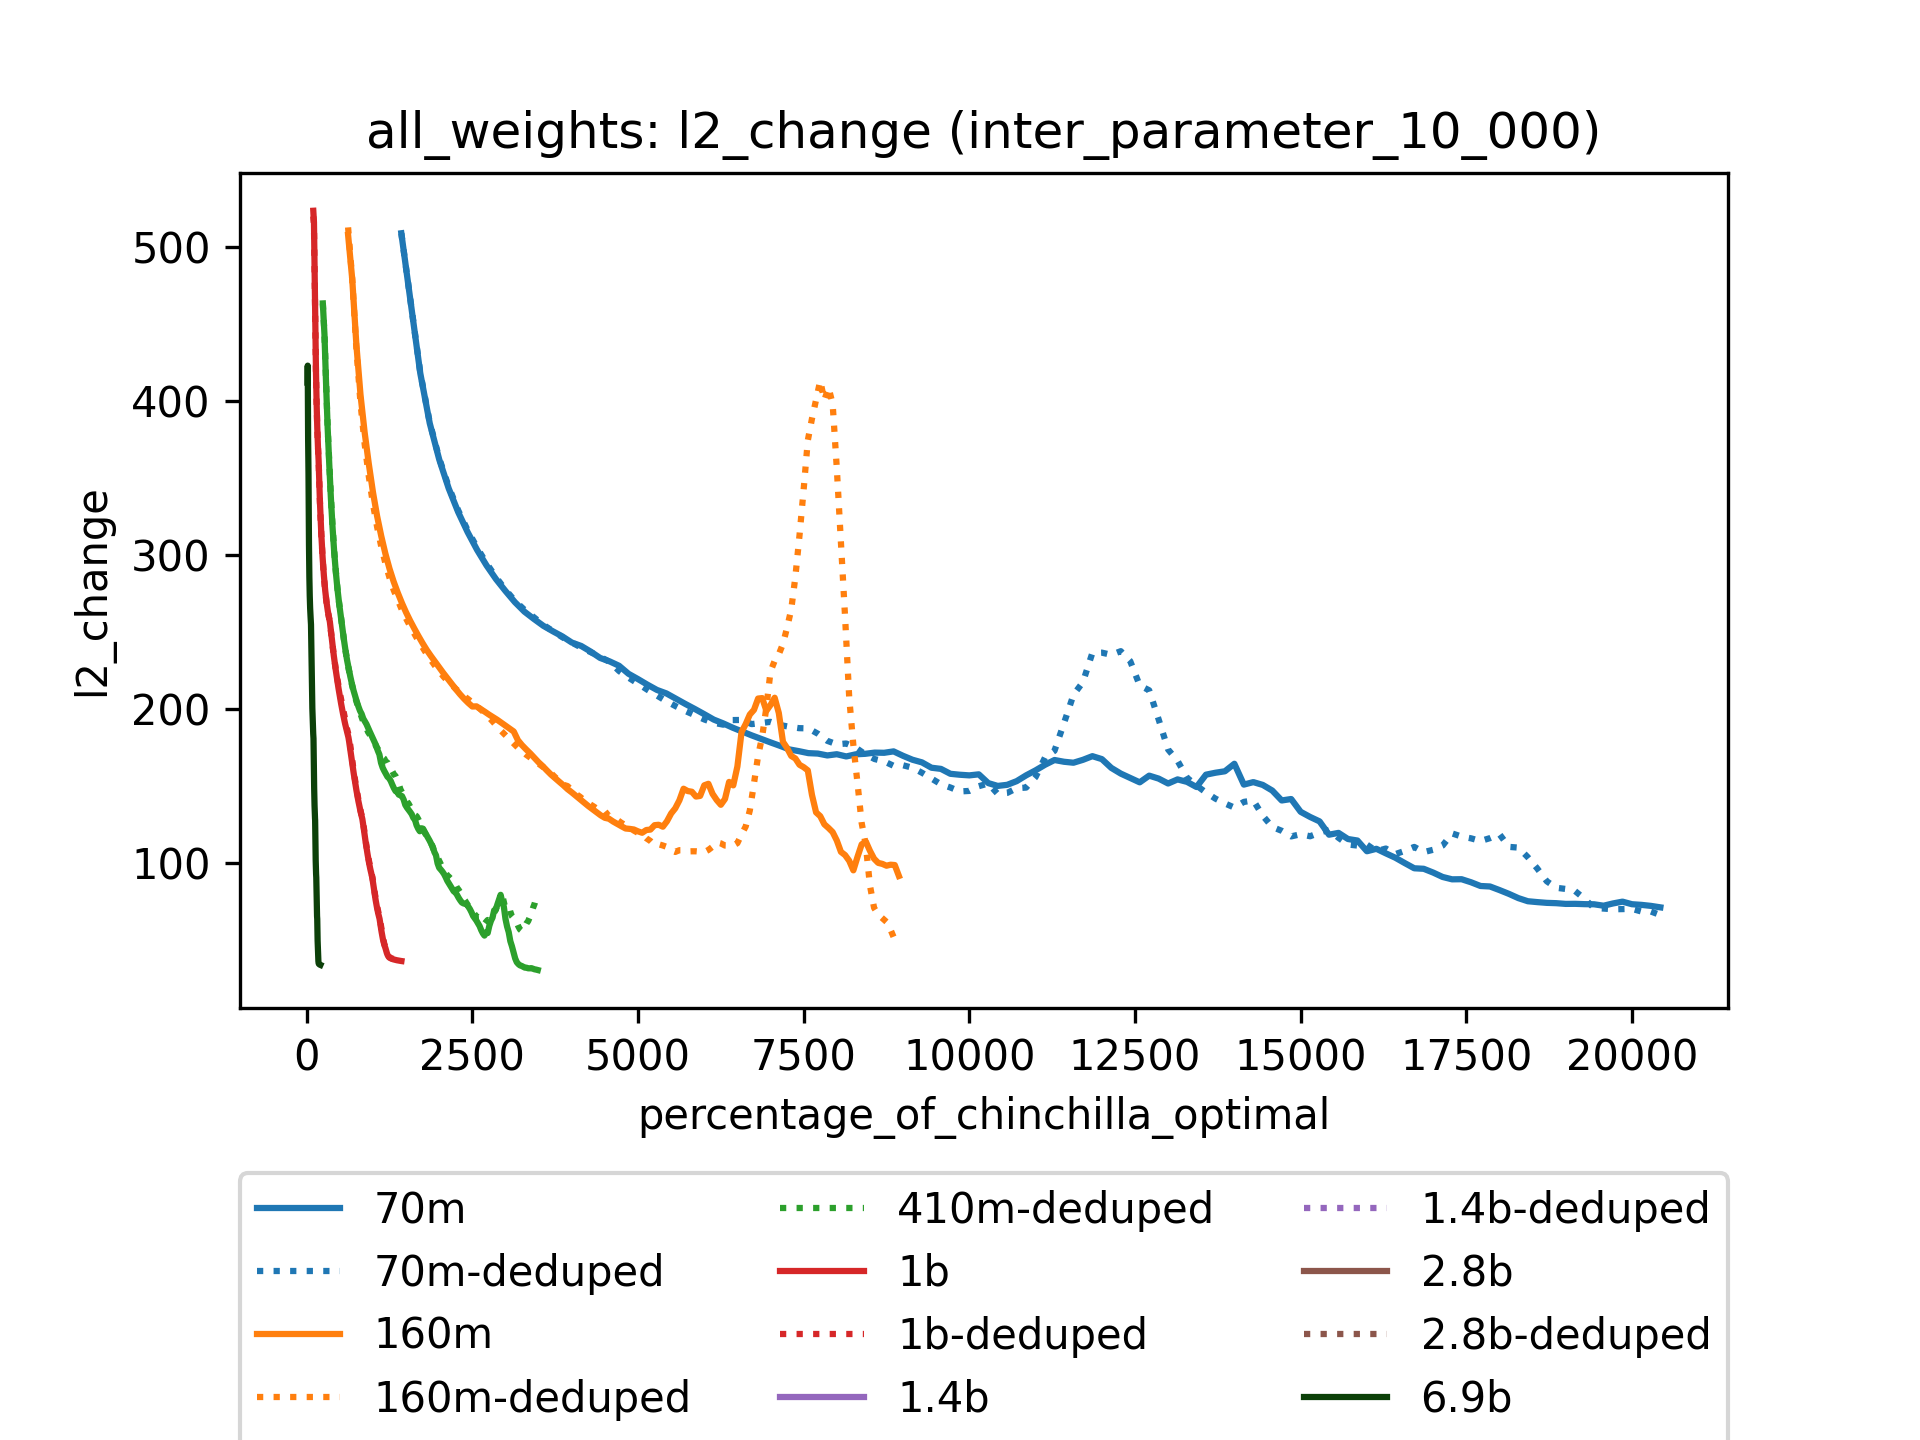 all_weights: l2_change (inter_parameter_10_000)
500
400
300
200
100
l2_change
0 2500 5000 7500 10000 12500 15000 17500 20000
percentage_of_chinchilla_optimal
70m 410m-deduped 1.4b-deduped
70m-deduped 1b 2.8b
160m 1b-deduped 2.8b-deduped
160m-deduped 1.4b 6.9b